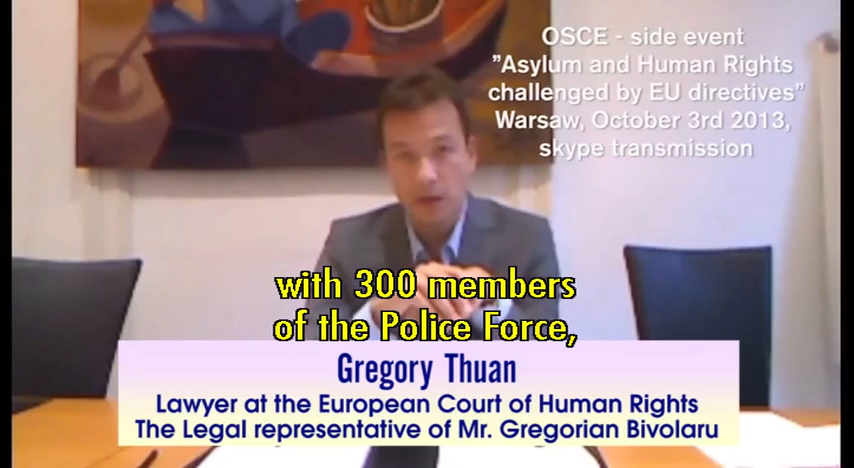 OSCE - side event
"Asylum and Human Rights
challenged by EU directives"
Warsaw, October 3rd 2013,
skype transmission
with 300 members
of the Police Force,
Gregory Thuan
Lawyer at the European Court of Human Rights
The Legal representative of Mr. Gregorian Bivolaru